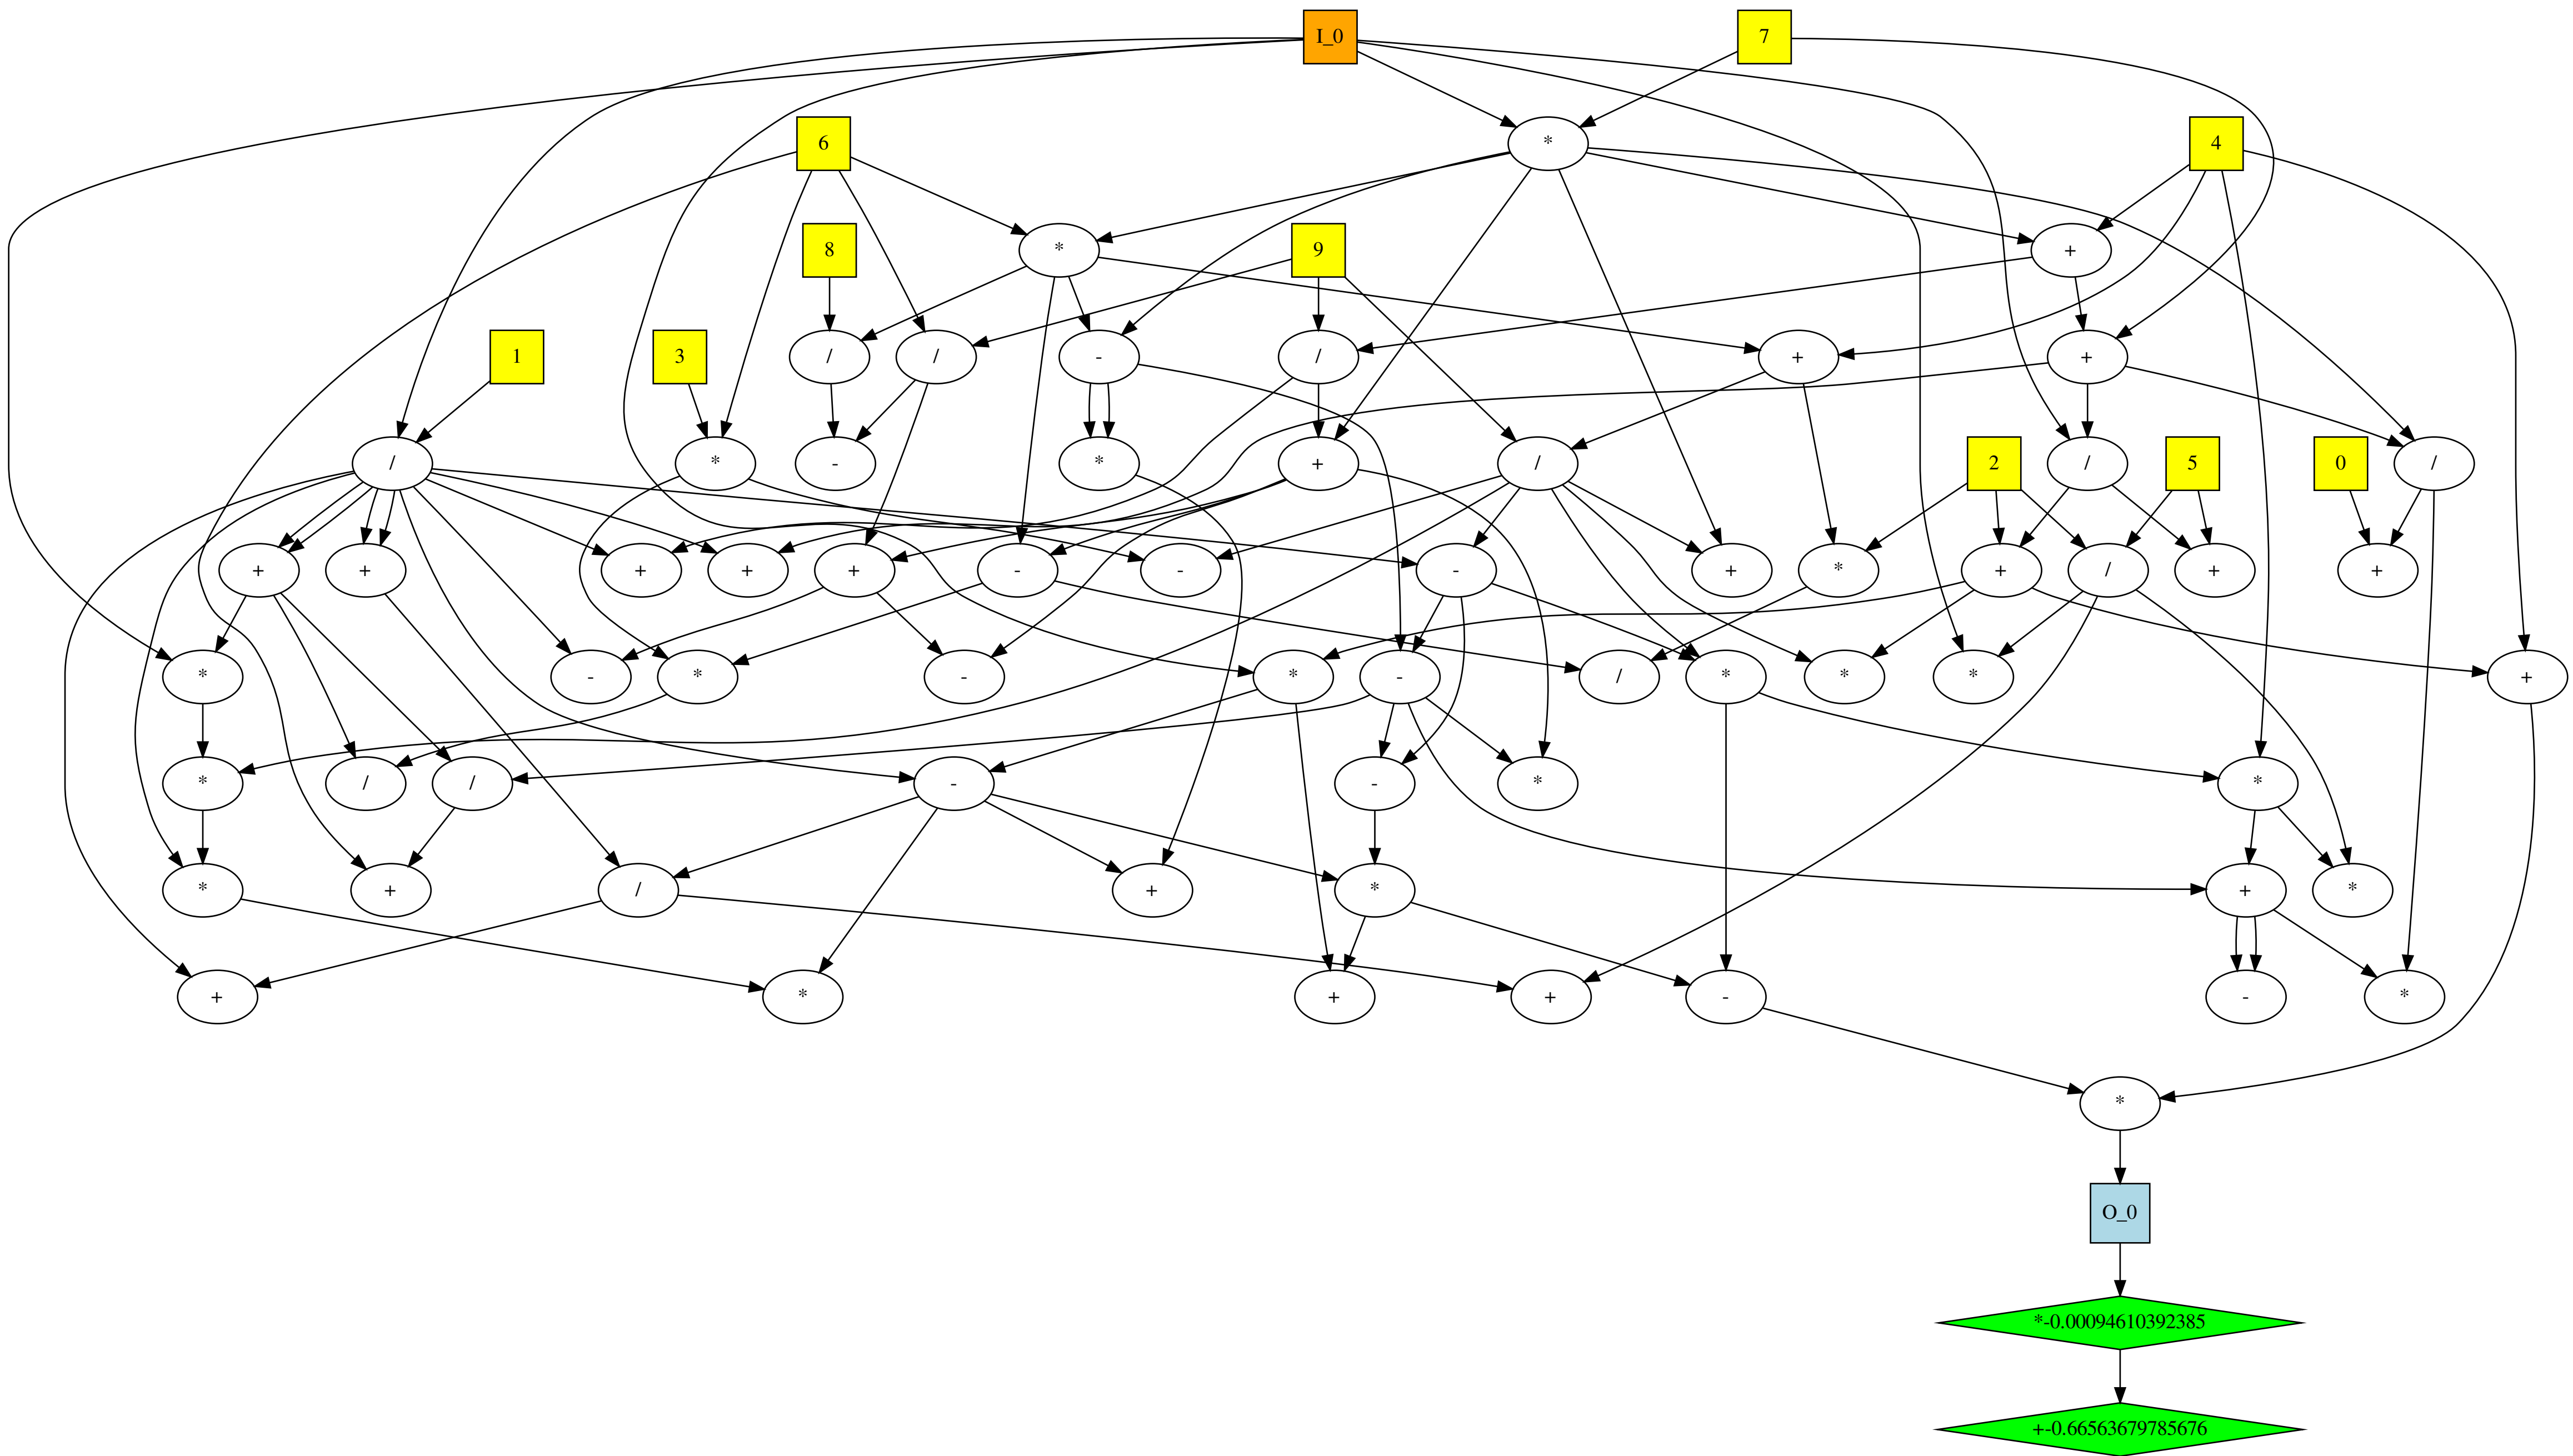 I_0 7
6 * 4
* 8 9 +
1 3 / / - / + +
/ * - * + / 2 / 5 0 /
+ + + + + - - - + * + / + +
* - * - * - / * * * +
* / / - - * *
* + / + * + *
+ * + + - - *
*
O_0
*-0.00094610392385
+-0.66563679785676